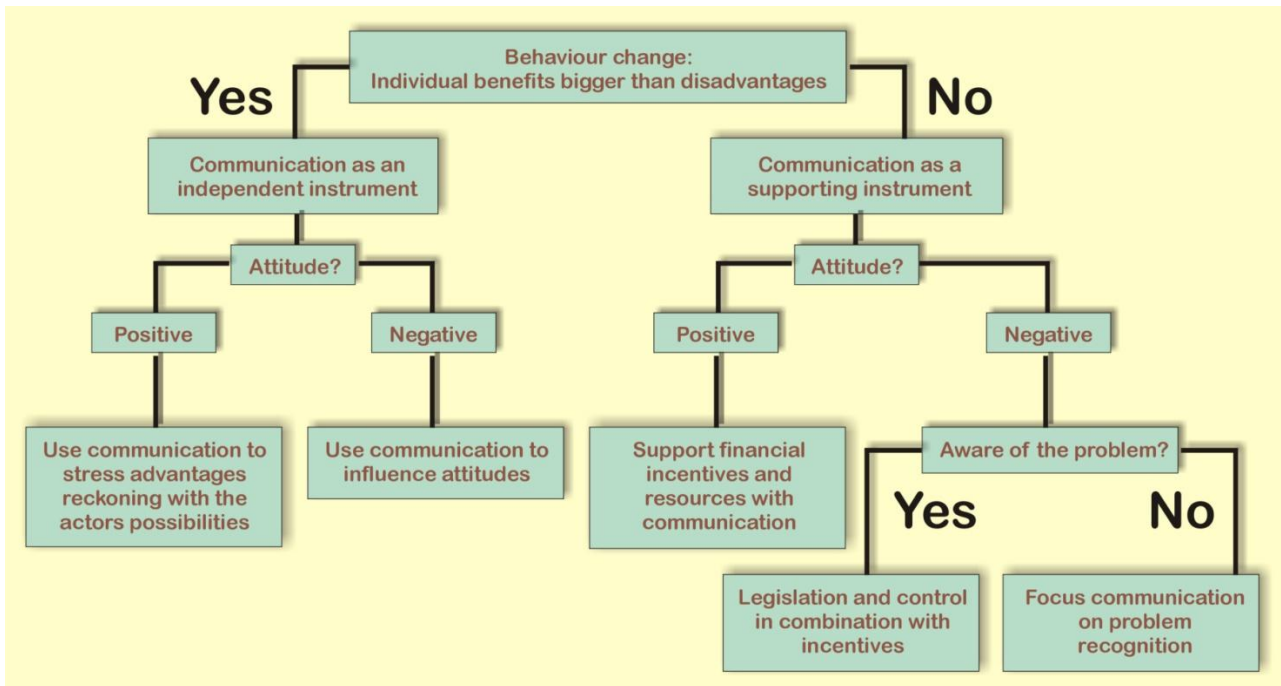 Behaviour change:
Individual benefits bigger than disadvantages
Yes
No
Communication as an
independent instrument
Communication as a
supporting instrument
Attitude?
Attitude?
Positive
Negative
Positive
Negative
Use communication to
stress advantages
reckoning with the
actors possibilities
Use communication to
influence attitudes
Support financial
incentives and
resources with
communication
Aware of the problem?
Yes
No
Legislation and control
in combination with
incentives
Focus communication
on problem
recognition